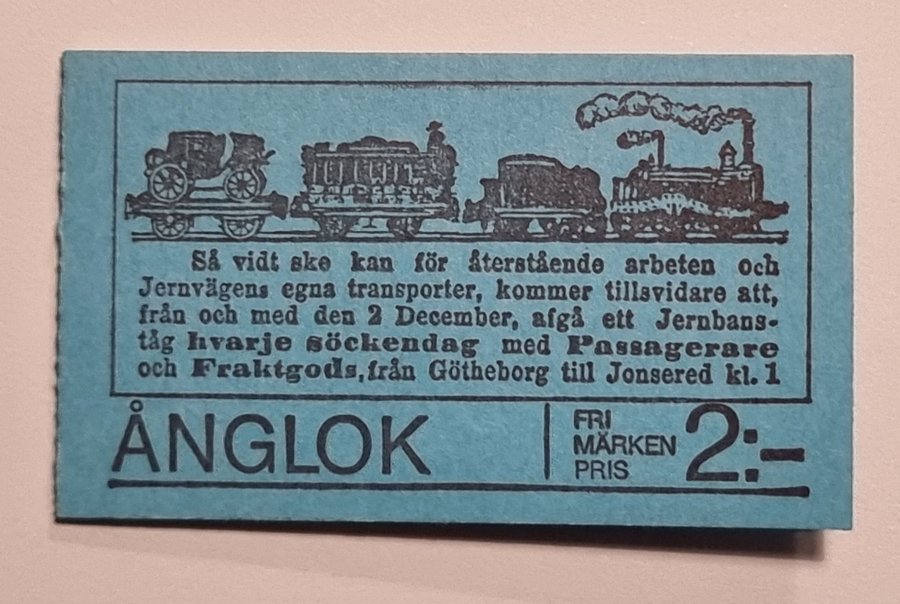 Så vidt ske kan för återstående arbeten och
Jernvägens egna transporter, kommer tillsvidare att,
från och med den 2 December, afgå ett Jernbans-
tåg hvarje söckendag med Passagerare
och Fraktgods, från Götheborg till Jonsered kl. 1
ÅNGLOK
FRI
MÄRKEN
PRIS
2:-